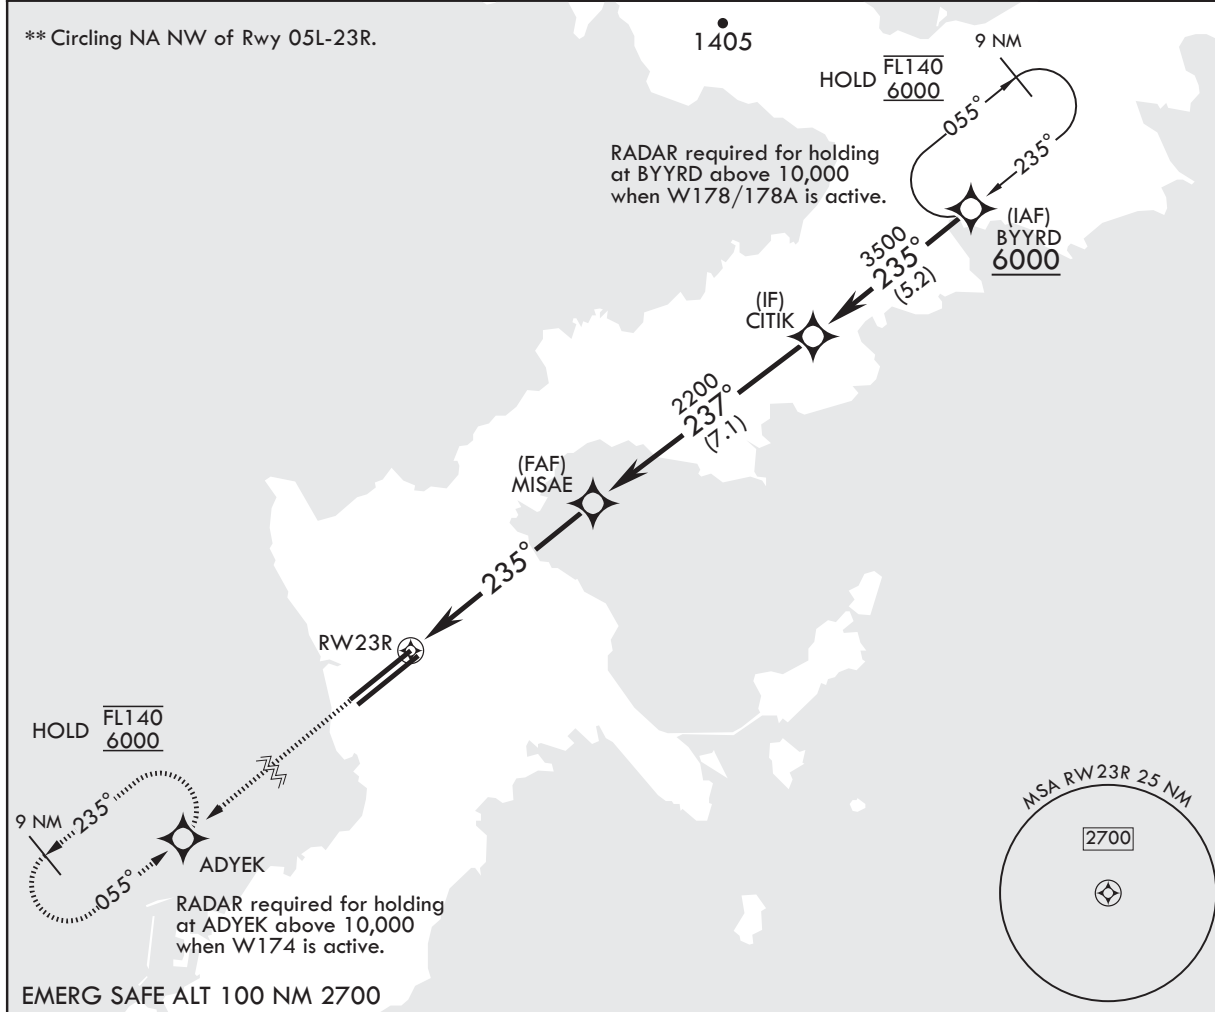 ** Circling NA NW of Rwy 05L-23R.
1405
9 NM
HOLD FL140
6000
055°
235°
RADAR required for holding
at BYYRD above 10,000
when W178/178A is active.
(IAF)
BYYRD
6000
3500
235°
(5.2)
(IF)
CITIK
2200
237°
(7.1)
(FAF)
MISAE
235°
RW23R
HOLD FL140
6000
9 NM
235°
055°
ADYEK
RADAR required for holding
at ADYEK above 10,000
when W174 is active.
MSA RW23R 25 NM
2700
EMERG SAFE ALT 100 NM 2700